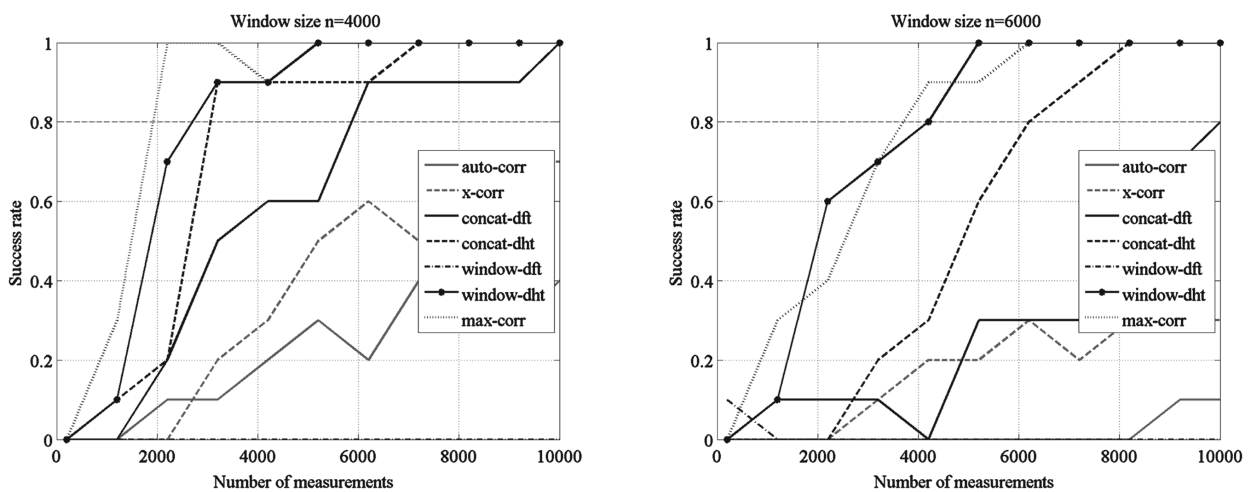 Window size n=4000
1
0.8
0.6
0.4
0.2
0
Success rate
auto-corr
x-corr
concat-dft
concat-dht
window-dft
window-dht
max-corr
0 2000 4000 6000 8000 10000
Number of measurements
Window size n=6000
1
0.8
0.6
0.4
0.2
0
Success rate
auto-corr
x-corr
concat-dft
concat-dht
window-dft
window-dht
max-corr
0 2000 4000 6000 8000 10000
Number of measurements